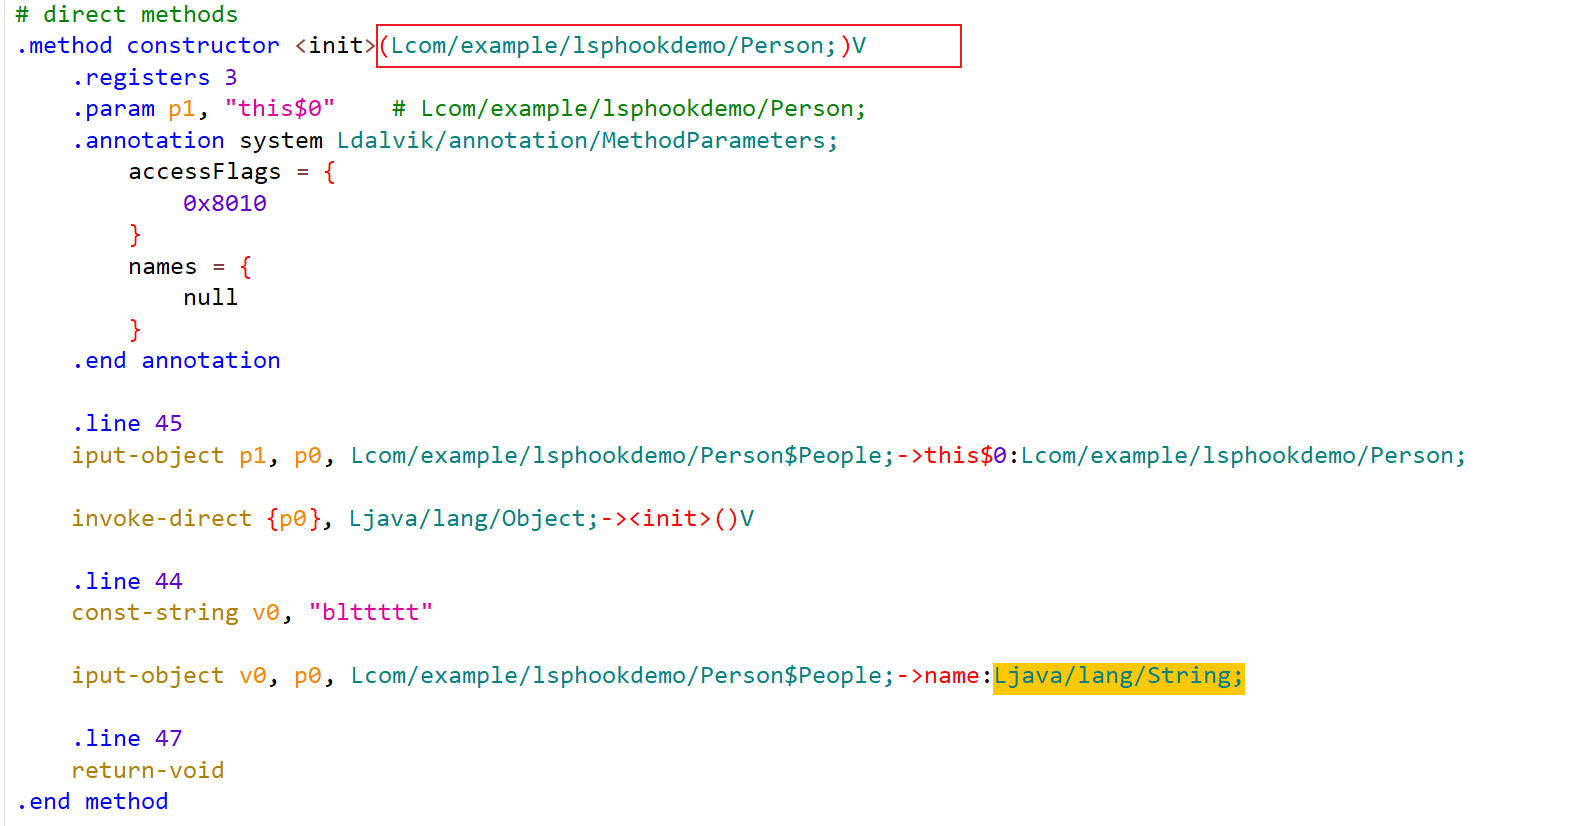 # direct methods
.method constructor <init>(Lcom/example/lsphookdemo/Person;)V
.registers 3
.param p1, "this$0"    # Lcom/example/lsphookdemo/Person;
.annotation system Ldalvik/annotation/MethodParameters;
accessFlags = {
0x8010
}
names = {
null
}
.end annotation
.line 45
iput-object p1, p0, Lcom/example/lsphookdemo/Person$People;->this$0:Lcom/example/lsphookdemo/Person;
invoke-direct {p0}, Ljava/lang/Object;-><init>()V
.line 44
const-string v0, "blttttt"
iput-object v0, p0, Lcom/example/lsphookdemo/Person$People;->name:Ljava/lang/String;
.line 47
return-void
.end method